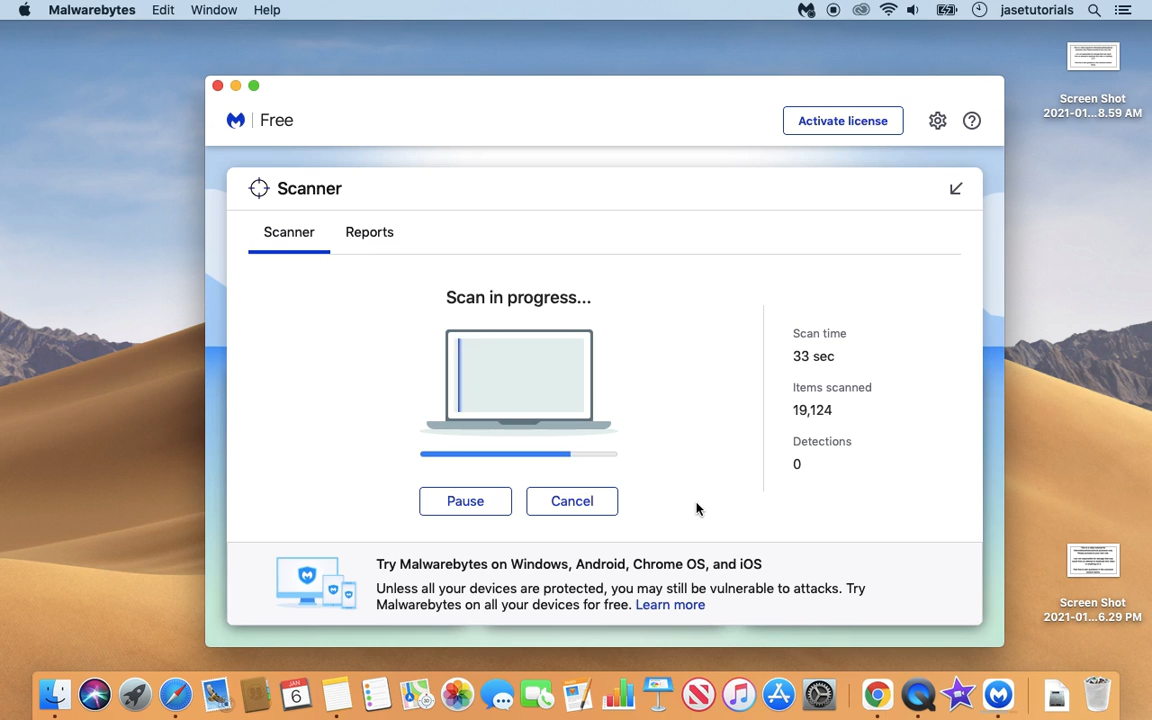 Malwarebytes Edit Window Help jasetutorials
Screen Shot
2021-01...8.59 AM
Free
Activate license
Scanner
Scanner Reports
Scan in progress...
Scan time
33 sec
Items scanned
19,124
Detections
0
Pause Cancel
Try Malwarebytes on Windows, Android, Chrome OS, and iOS
Unless all your devices are protected, you may still be vulnerable to attacks. Try
Malwarebytes on all your devices for free. Learn more
Screen Shot
2021-01...6.29 PM
JAN
6